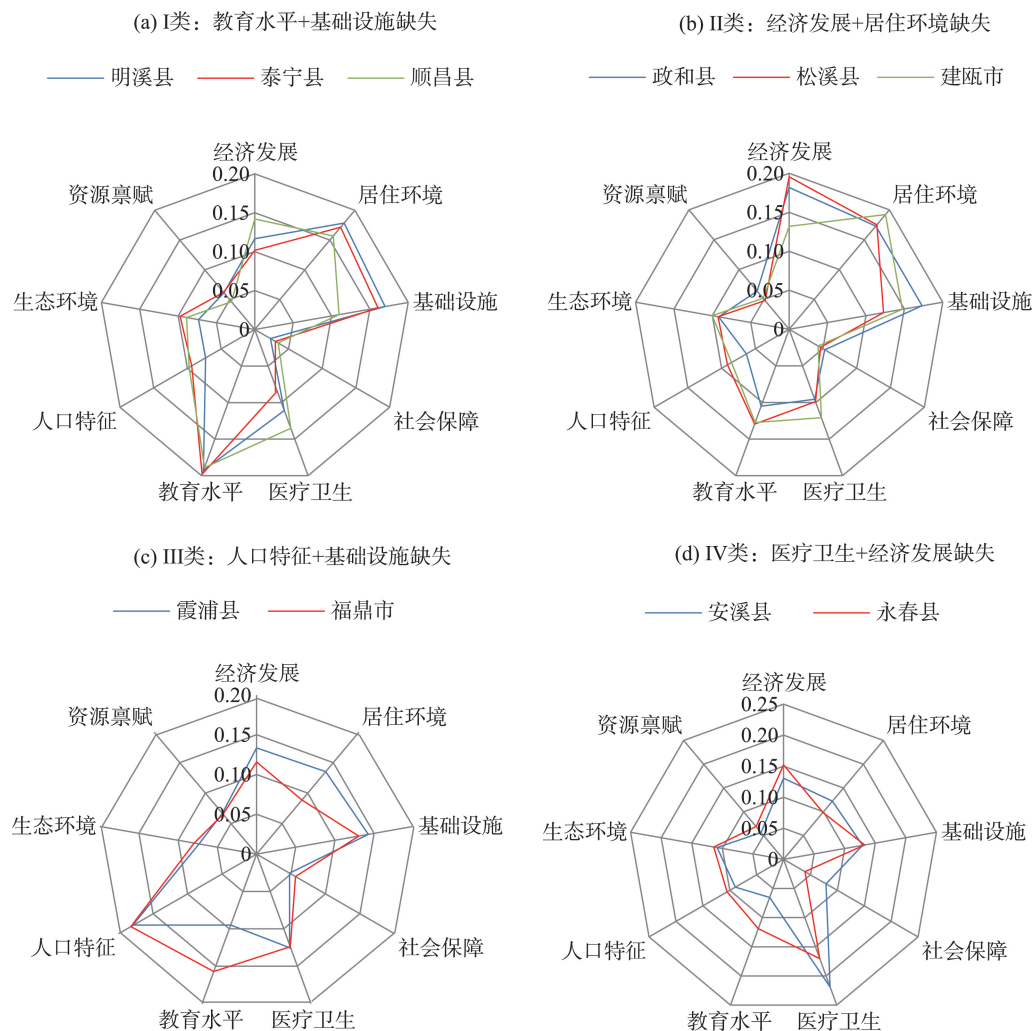 (a) I类：教育水平+基础设施缺失
明溪县 泰宁县 顺昌县
经济发展
0.20
资源禀赋 居住环境
0.15
0.10
生态环境 0.05 基础设施
0
人口特征 社会保障
教育水平 医疗卫生
(b) II类：经济发展+居住环境缺失
政和县 松溪县 建瓯市
经济发展
0.20
资源禀赋 居住环境
0.15
0.10
生态环境 0.05 基础设施
0
人口特征 社会保障
教育水平 医疗卫生
(c) III类：人口特征+基础设施缺失
霞浦县 福鼎市
经济发展
0.20
资源禀赋 居住环境
0.15
0.10
生态环境 0.05 基础设施
0
人口特征 社会保障
教育水平 医疗卫生
(d) IV类：医疗卫生+经济发展缺失
安溪县 永春县
经济发展
0.25
资源禀赋 居住环境
0.20
0.15
0.10
生态环境 0.05 基础设施
0
人口特征 社会保障
教育水平 医疗卫生